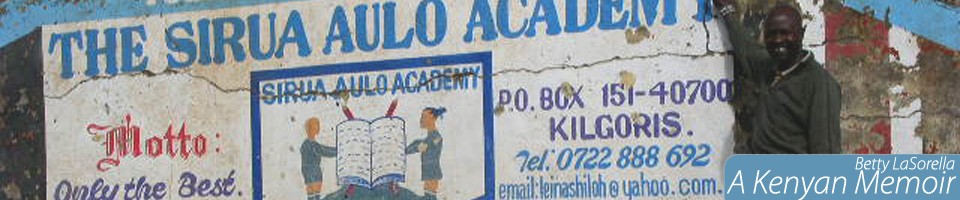 THE SIRUA AULO ACADEMY
SIRUA AULO ACADEMY
Motto:
Only the Best.
P.O. BOX 151-40700
KILGORIS.
Tel: 0722 888 692
email: leinashiloh@yahoo.com.
Betty LaSorella
A Kenyan Memoir